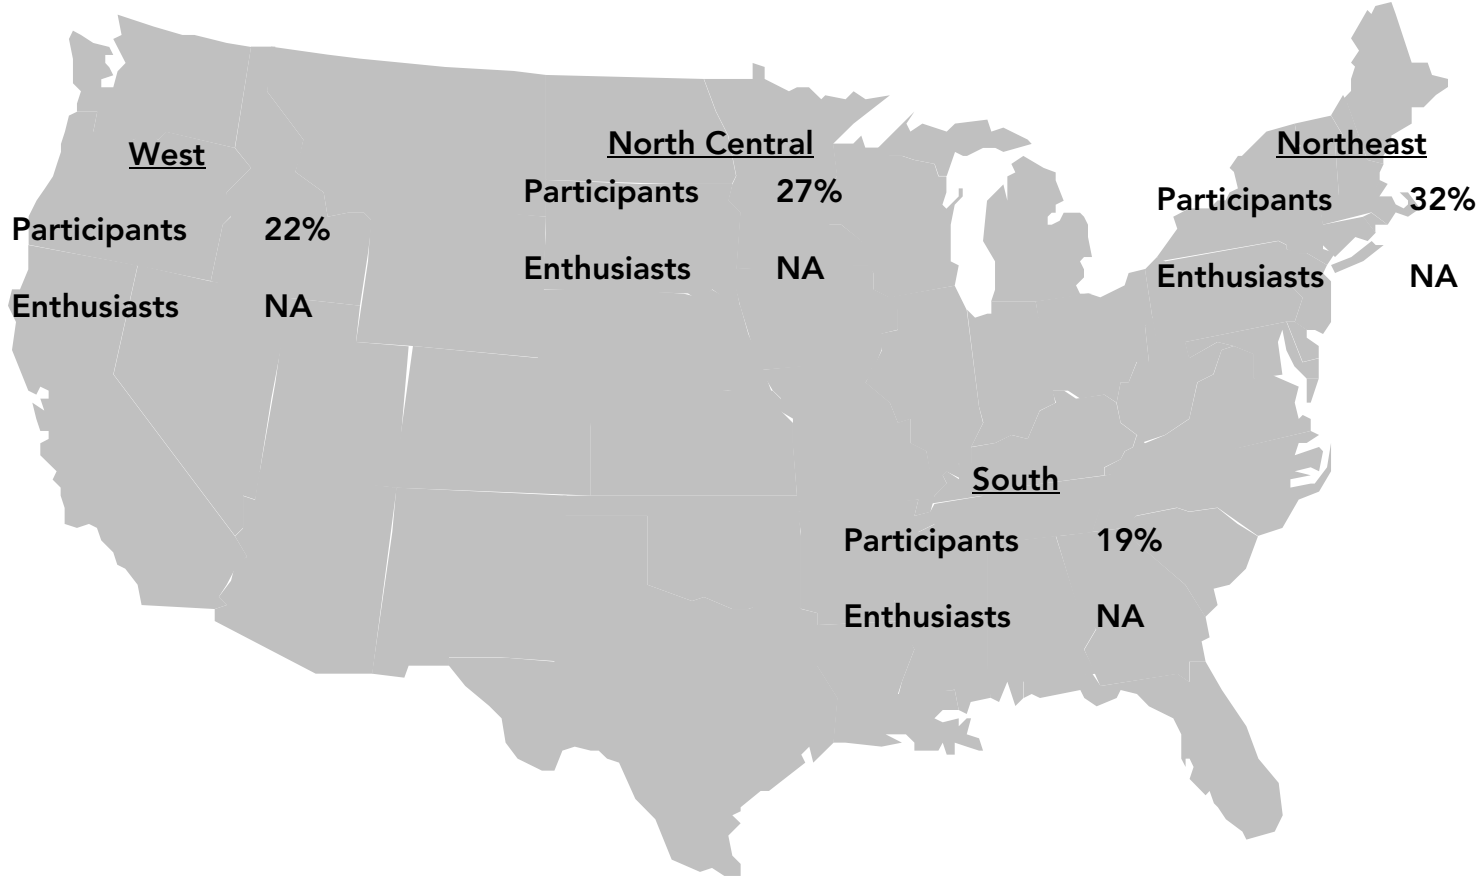 West
Participants 22%
Enthusiasts NA
North Central
Participants 27%
Enthusiasts NA
Northeast
Participants 32%
Enthusiasts NA
South
Participants 19%
Enthusiasts NA